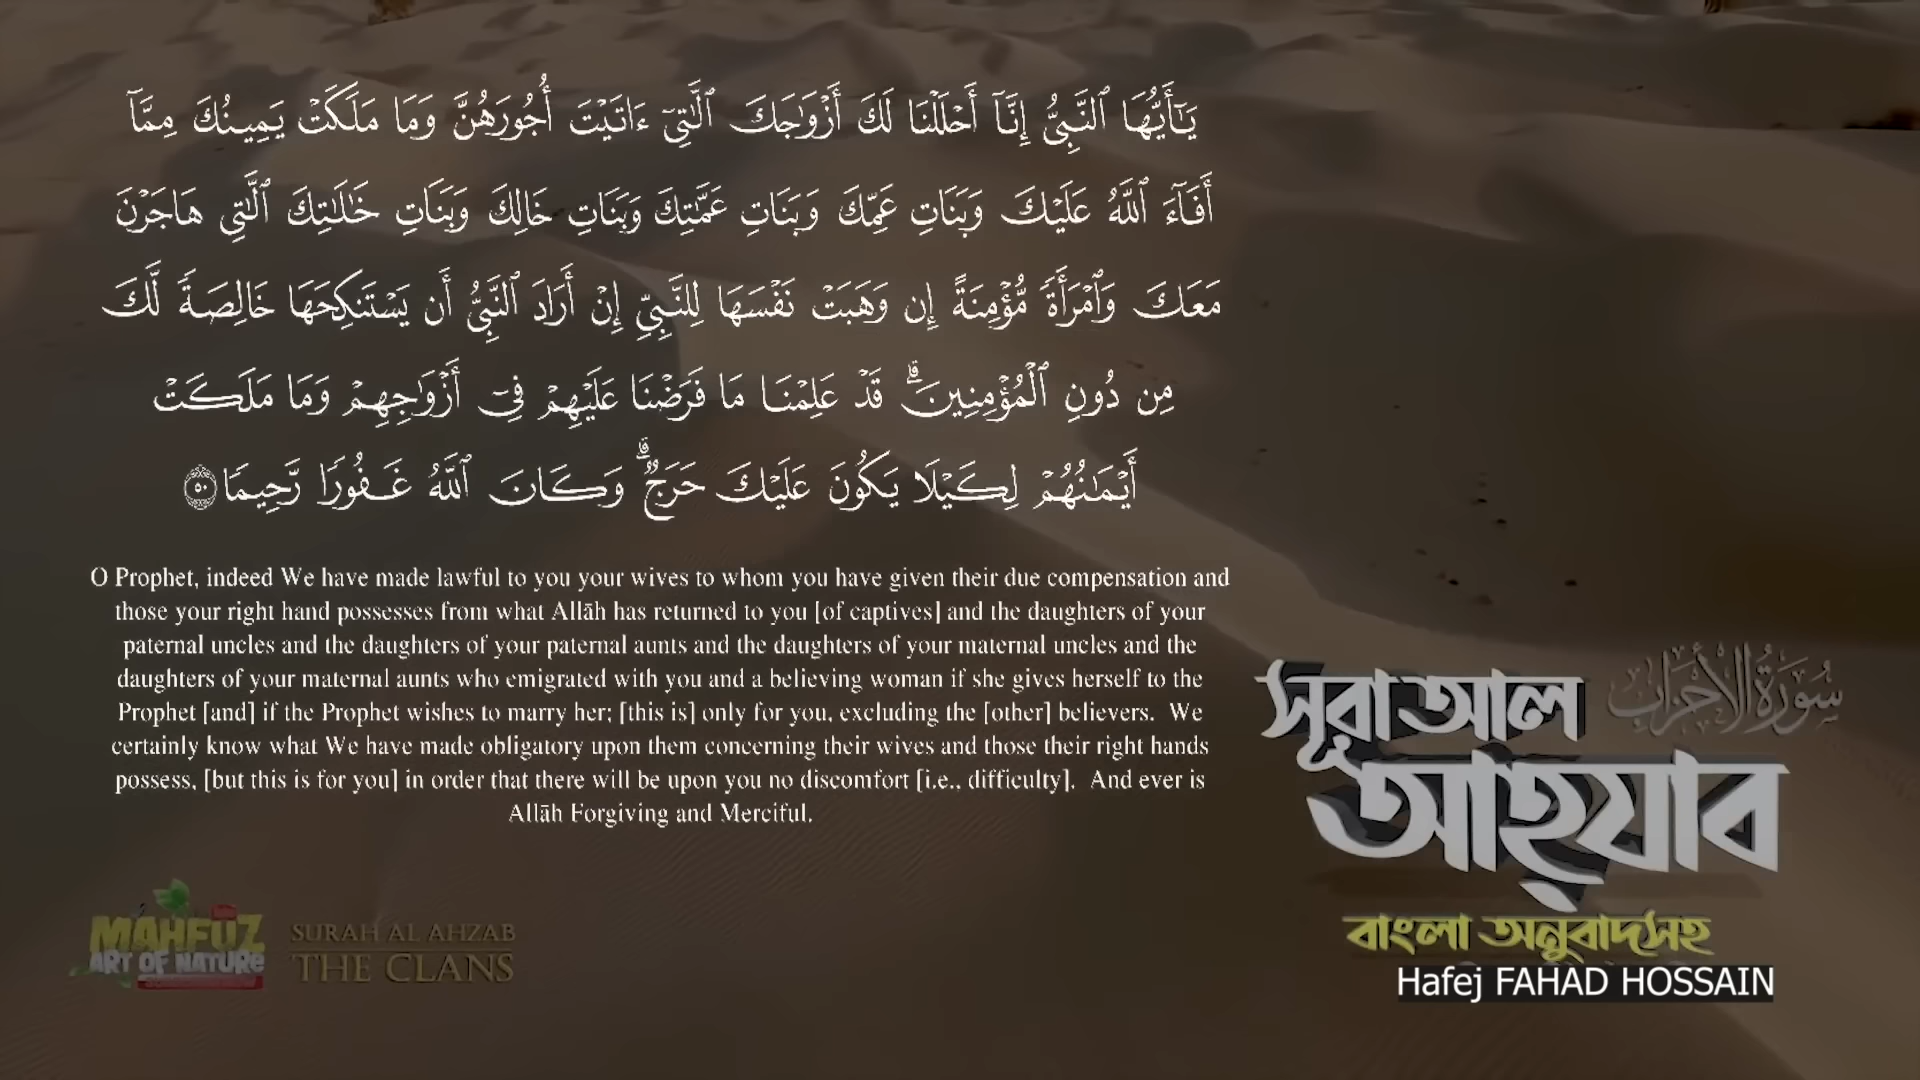 يَـٰٓأَيُّهَا ٱلنَّبِىُّ إِنَّآ أَحْلَلْنَا لَكَ أَزْوَٰجَكَ ٱلَّـٰتِىٓ ءَاتَيْتَ أُجُورَهُنَّ وَمَا مَلَكَتْ يَمِينُكَ مِمَّآ
أَفَآءَ ٱللَّهُ عَلَيْكَ وَبَنَاتِ عَمِّكَ وَبَنَاتِ عَمَّـٰتِكَ وَبَنَاتِ خَالِكَ وَبَنَاتِ خَـٰلَـٰتِكَ ٱلَّـٰتِى هَاجَرْنَ
مَعَكَ وَٱمْرَأَةً مُّؤْمِنَةً إِن وَهَبَتْ نَفْسَهَا لِلنَّبِىِّ إِنْ أَرَادَ ٱلنَّبِىُّ أَن يَسْتَنكِحَهَا خَالِصَةً لَّكَ
مِن دُونِ ٱلْمُؤْمِنِينَ ۗ قَدْ عَلِمْنَا مَا فَرَضْنَا عَلَيْهِمْ فِىٓ أَزْوَٰجِهِمْ وَمَا مَلَكَتْ
أَيْمَـٰنُهُمْ لِكَيْلَا يَكُونَ عَلَيْكَ حَرَجٌ ۗ وَكَانَ ٱللَّهُ غَفُورًا رَّحِيمًا ٥٠
O Prophet, indeed We have made lawful to you your wives to whom you have given their due compensation and
those your right hand possesses from what Allāh has returned to you [of captives] and the daughters of your
paternal uncles and the daughters of your paternal aunts and the daughters of your maternal uncles and the
daughters of your maternal aunts who emigrated with you and a believing woman if she gives herself to the
Prophet [and] if the Prophet wishes to marry her; [this is] only for you, excluding the [other] believers. We
certainly know what We have made obligatory upon them concerning their wives and those their right hands
possess, [but this is for you] in order that there will be upon you no discomfort [i.e., difficulty]. And ever is
Allāh Forgiving and Merciful.
সূরা আল
سُورَةُ الأَحْزَاب
আহযাব
বাংলা অনুবাদসহ
Hafej FAHAD HOSSAIN
MAHFUZ
ART OF NATURe
SURAH AL AHZAB
THE CLANS